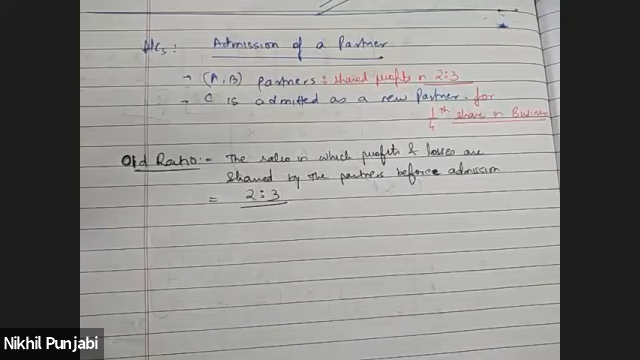 A/Cs: Admission of a Partner
→ (A, B) partners: shared profits in 2:3
→ C is admitted as a new Partner for
1/4th share in Business
Old Ratio:- The ratio in which profits & losses are
shared by the partners before admission
= 2:3
Nikhil Punjabi